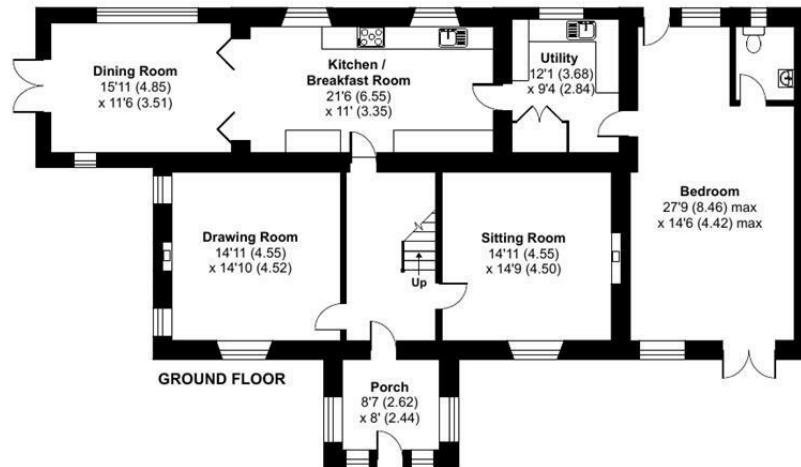 Dining Room
15'11 (4.85)
x 11'6 (3.51)
Kitchen /
Breakfast Room
21'6 (6.55)
x 11' (3.35)
Utility
12'1 (3.68)
x 9'4 (2.84)
Bedroom
27'9 (8.46) max
x 14'6 (4.42) max
Drawing Room
14'11 (4.55)
x 14'10 (4.52)
Up
Sitting Room
14'11 (4.55)
x 14'9 (4.50)
GROUND FLOOR
Porch
8'7 (2.62)
x 8' (2.44)